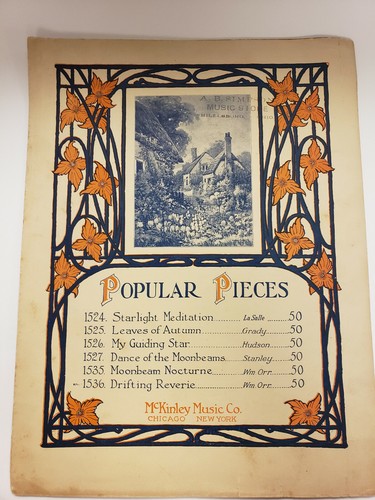 A. B.
MUSIC STORE
POPULAR PIECES
1524. Starlight Meditation.......... La Salle ..........50
1525. Leaves of Autumn.......... Grady..........50
1526. My Guiding Star.......... Hudson ..........50
1527. Dance of the Moonbeams.......... Stanley..........50
1535. Moonbeam Nocturne.......... Wm Orr..........50
1536. Drifting Reverie.......... Wm Orr..........50
McKinley Music Co.
CHICAGO NEW YORK